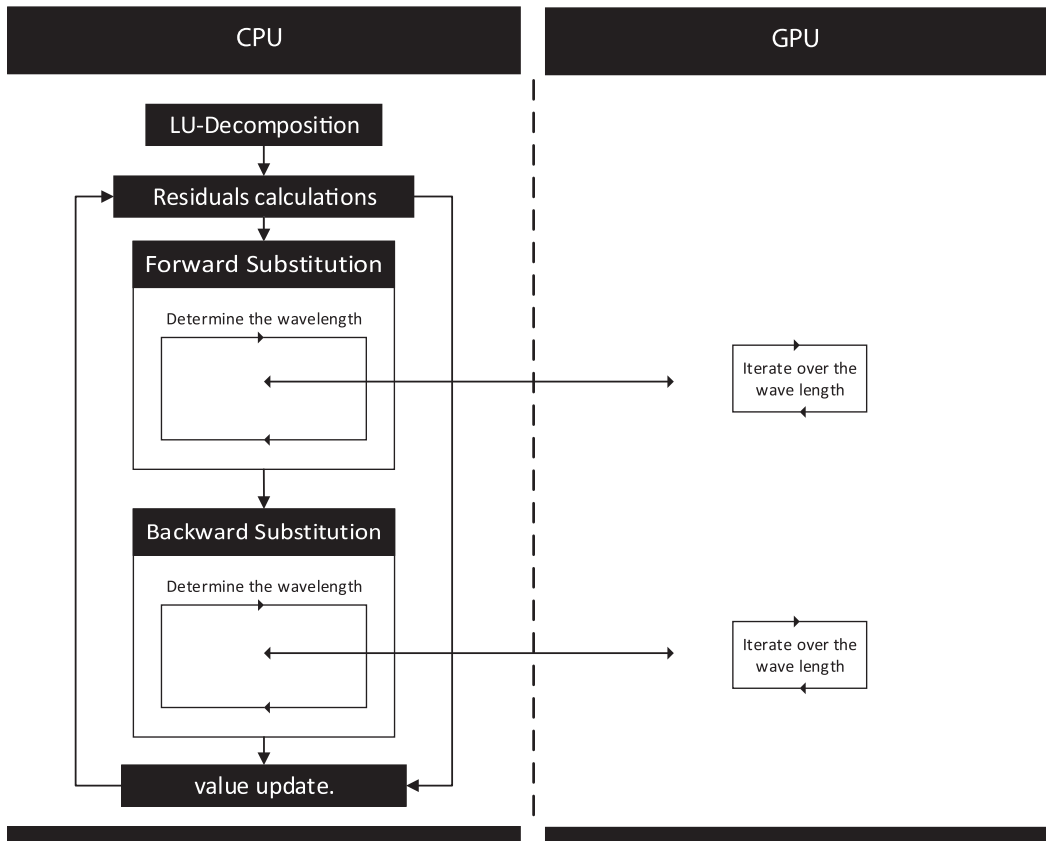 CPU
GPU
LU-Decomposition
Residuals calculations
Forward Substitution
Determine the wavelength
Iterate over the
wave length
Backward Substitution
Determine the wavelength
Iterate over the
wave length
value update.